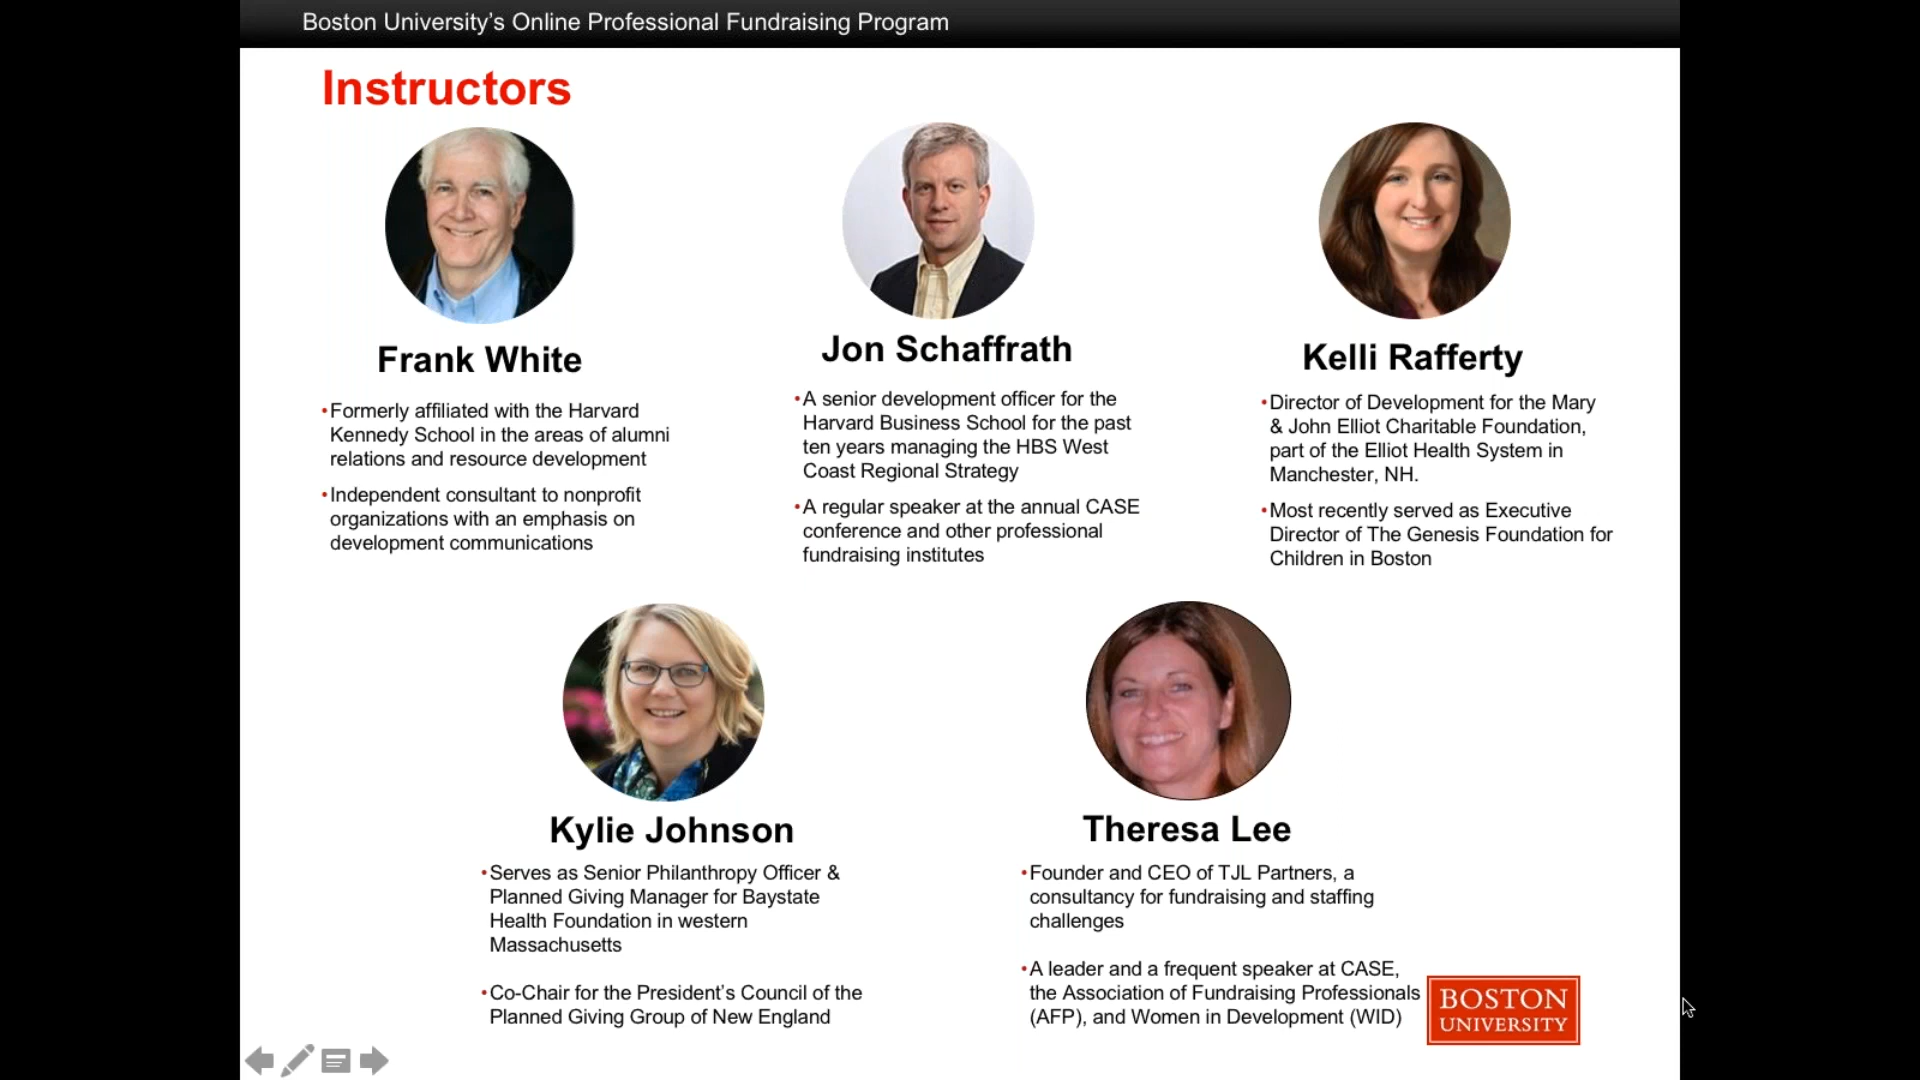 Boston University’s Online Professional Fundraising Program
Instructors
Frank White
•Formerly affiliated with the Harvard
Kennedy School in the areas of alumni
relations and resource development
•Independent consultant to nonprofit
organizations with an emphasis on
development communications
Jon Schaffrath
•A senior development officer for the
Harvard Business School for the past
ten years managing the HBS West
Coast Regional Strategy
•A regular speaker at the annual CASE
conference and other professional
fundraising institutes
Kelli Rafferty
•Director of Development for the Mary
& John Elliot Charitable Foundation,
part of the Elliot Health System in
Manchester, NH.
•Most recently served as Executive
Director of The Genesis Foundation for
Children in Boston
Kylie Johnson
•Serves as Senior Philanthropy Officer &
Planned Giving Manager for Baystate
Health Foundation in western
Massachusetts
•Co-Chair for the President’s Council of the
Planned Giving Group of New England
Theresa Lee
•Founder and CEO of TJL Partners, a
consultancy for fundraising and staffing
challenges
•A leader and a frequent speaker at CASE,
the Association of Fundraising Professionals
(AFP), and Women in Development (WID)
BOSTON
UNIVERSITY